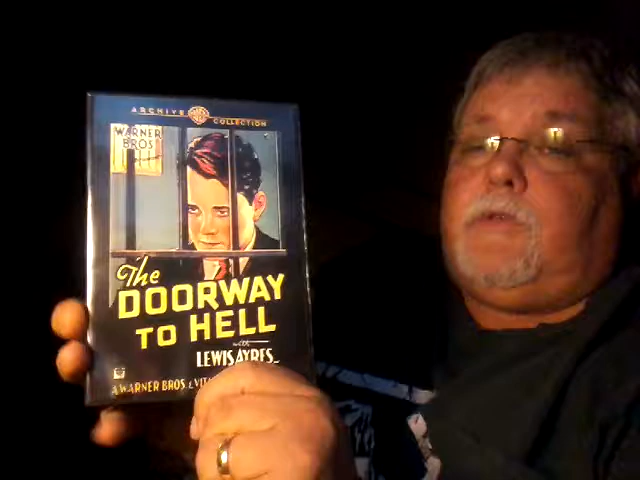 ARCHIVE COLLECTION
WARNER
BROS
The
DOORWAY
TO HELL
with
LEWIS AYRES
A WARNER BROS. &